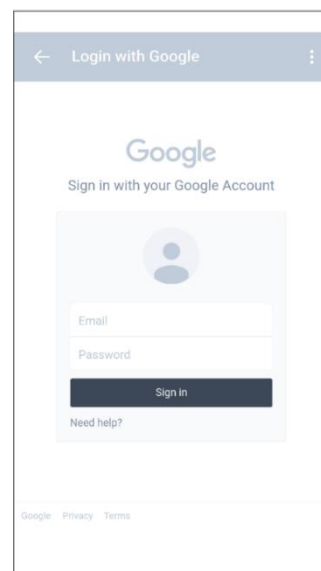 Login with Google
Google
Sign in with your Google Account
Email
Password
Sign in
Need help?
Google Privacy Terms